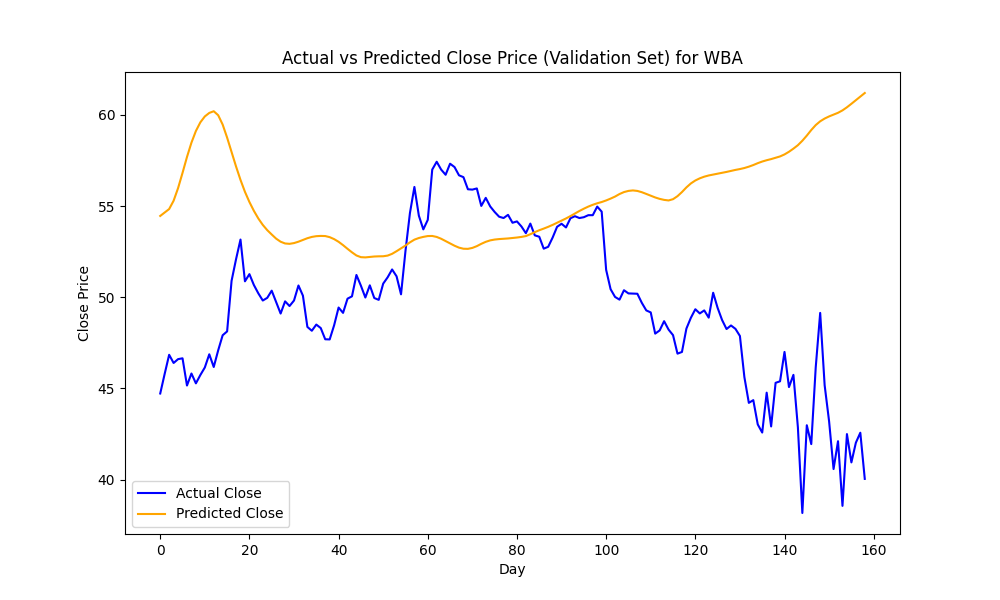 Actual vs Predicted Close Price (Validation Set) for WBA
Close Price
60
55
50
45
40
Actual Close
Predicted Close
0 20 40 60 80 100 120 140 160
Day